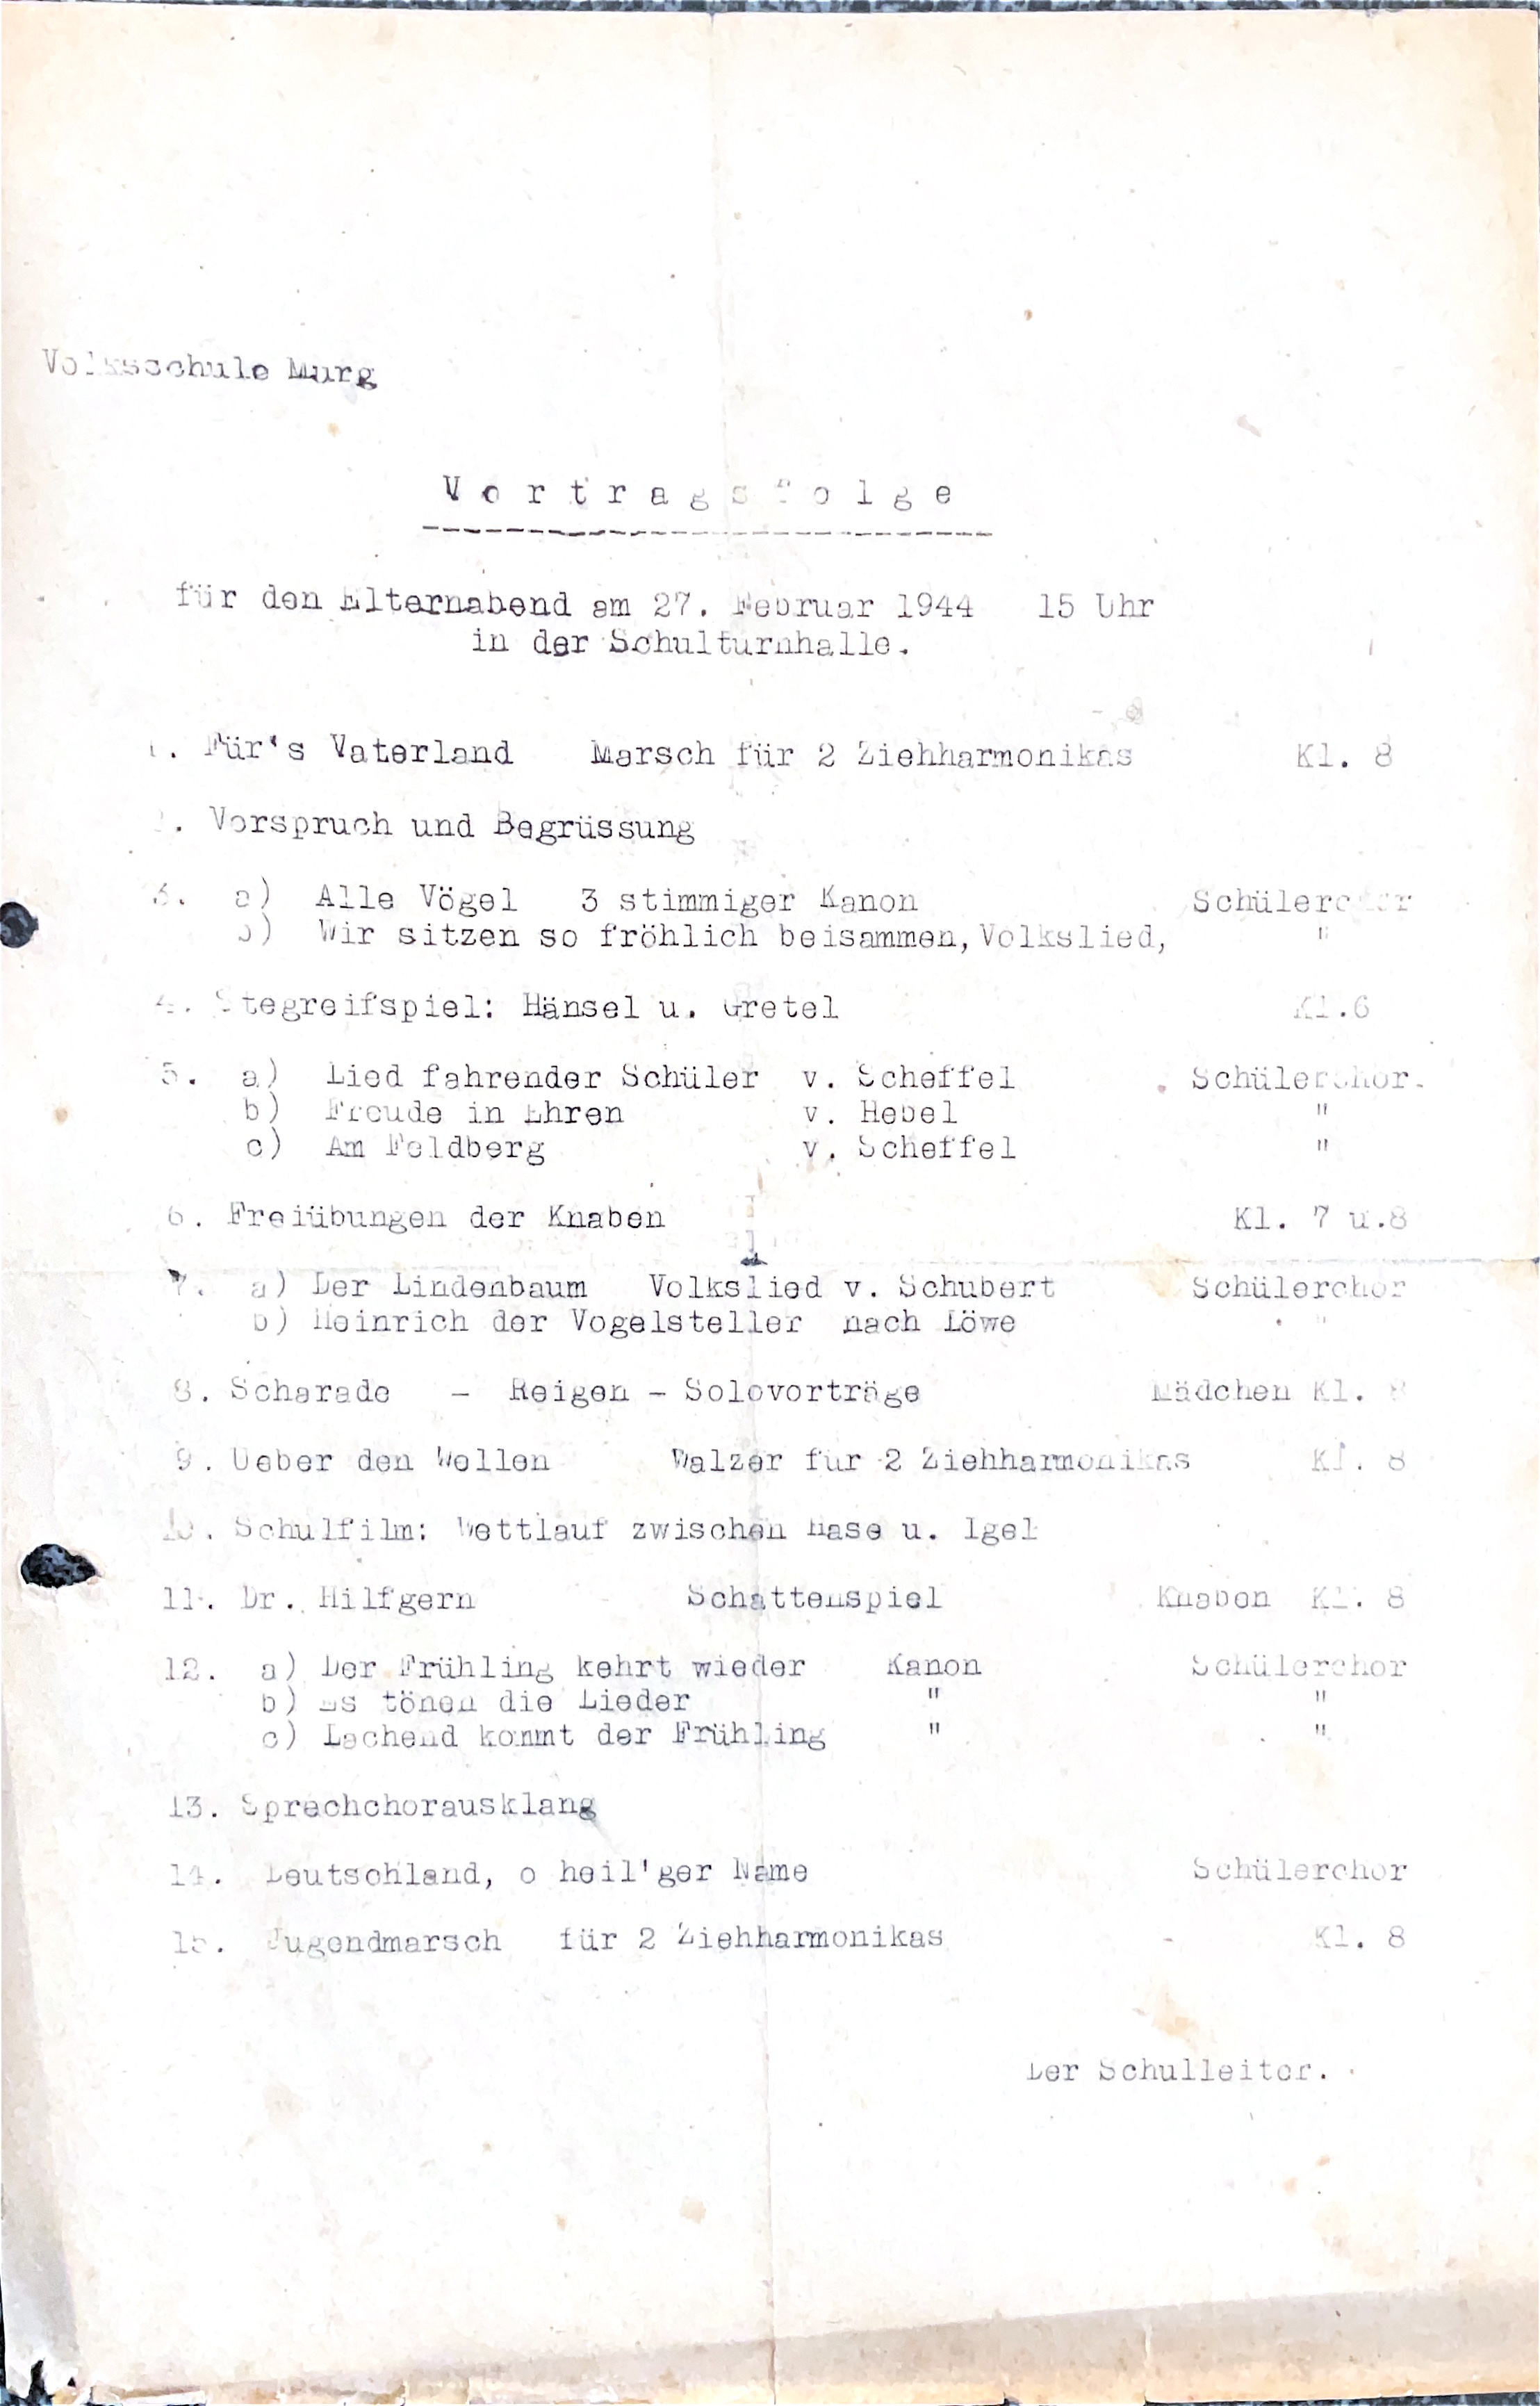 Volksschule Murg
Vortragsfolge
für den Elternabend am 27. Februar 1944 15 Uhr
in der Schulturnhalle.
1. Für's Vaterland Marsch für 2 Ziehharmonikas Kl. 8
2. Vorspruch und Begrüssung
3. a) Alle Vögel 3 stimmiger Kanon Schülerchor
b) Wir sitzen so fröhlich beisammen, Volkslied, "
4. Stegreifspiel: Hänsel u. Gretel Kl.6
5. a) Lied fahrender Schüler v. Scheffel Schülerchor.
b) Freude in Ehren v. Hebel "
c) Am Feldberg v. Scheffel "
6. Freiübungen der Knaben Kl. 7 u.8
7. a) Der Lindenbaum Volkslied v. Schubert Schülerchor
b) Heinrich der Vogelsteller nach Löwe "
8. Scharade - Reigen - Solovorträge Mädchen Kl. 8
9. Ueber den Wellen Walzer für 2 Ziehharmonikas Kl. 8
10. Schulfilm: Wettlauf zwischen Hase u. Igel
11. Dr. Hilfgern Schattenspiel Knaben Kl. 8
12. a) Der Frühling kehrt wieder Kanon Schülerchor
b) Es tönen die Lieder " "
c) Lachend kommt der Frühling " "
13. Sprechchorausklang
14. Deutschland, o heil'ger Name Schülerchor
15. Jugendmarsch für 2 Ziehharmonikas Kl. 8
Der Schulleiter.